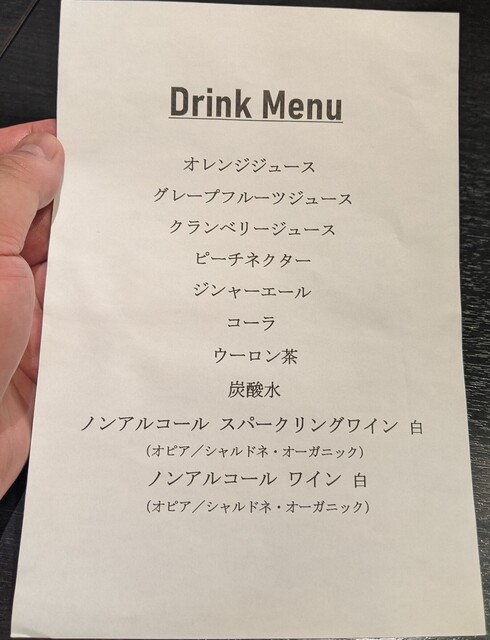 Drink Menu
オレンジジュース
グレープフルーツジュース
クランベリージュース
ピーチネクター
ジンャーエール
コーラ
ウーロン茶
炭酸水
ノンアルコール スパークリングワイン 白
(オピア／シャルドネ・オーガニック)
ノンアルコール ワイン 白
(オピア／シャルドネ・オーガニック)